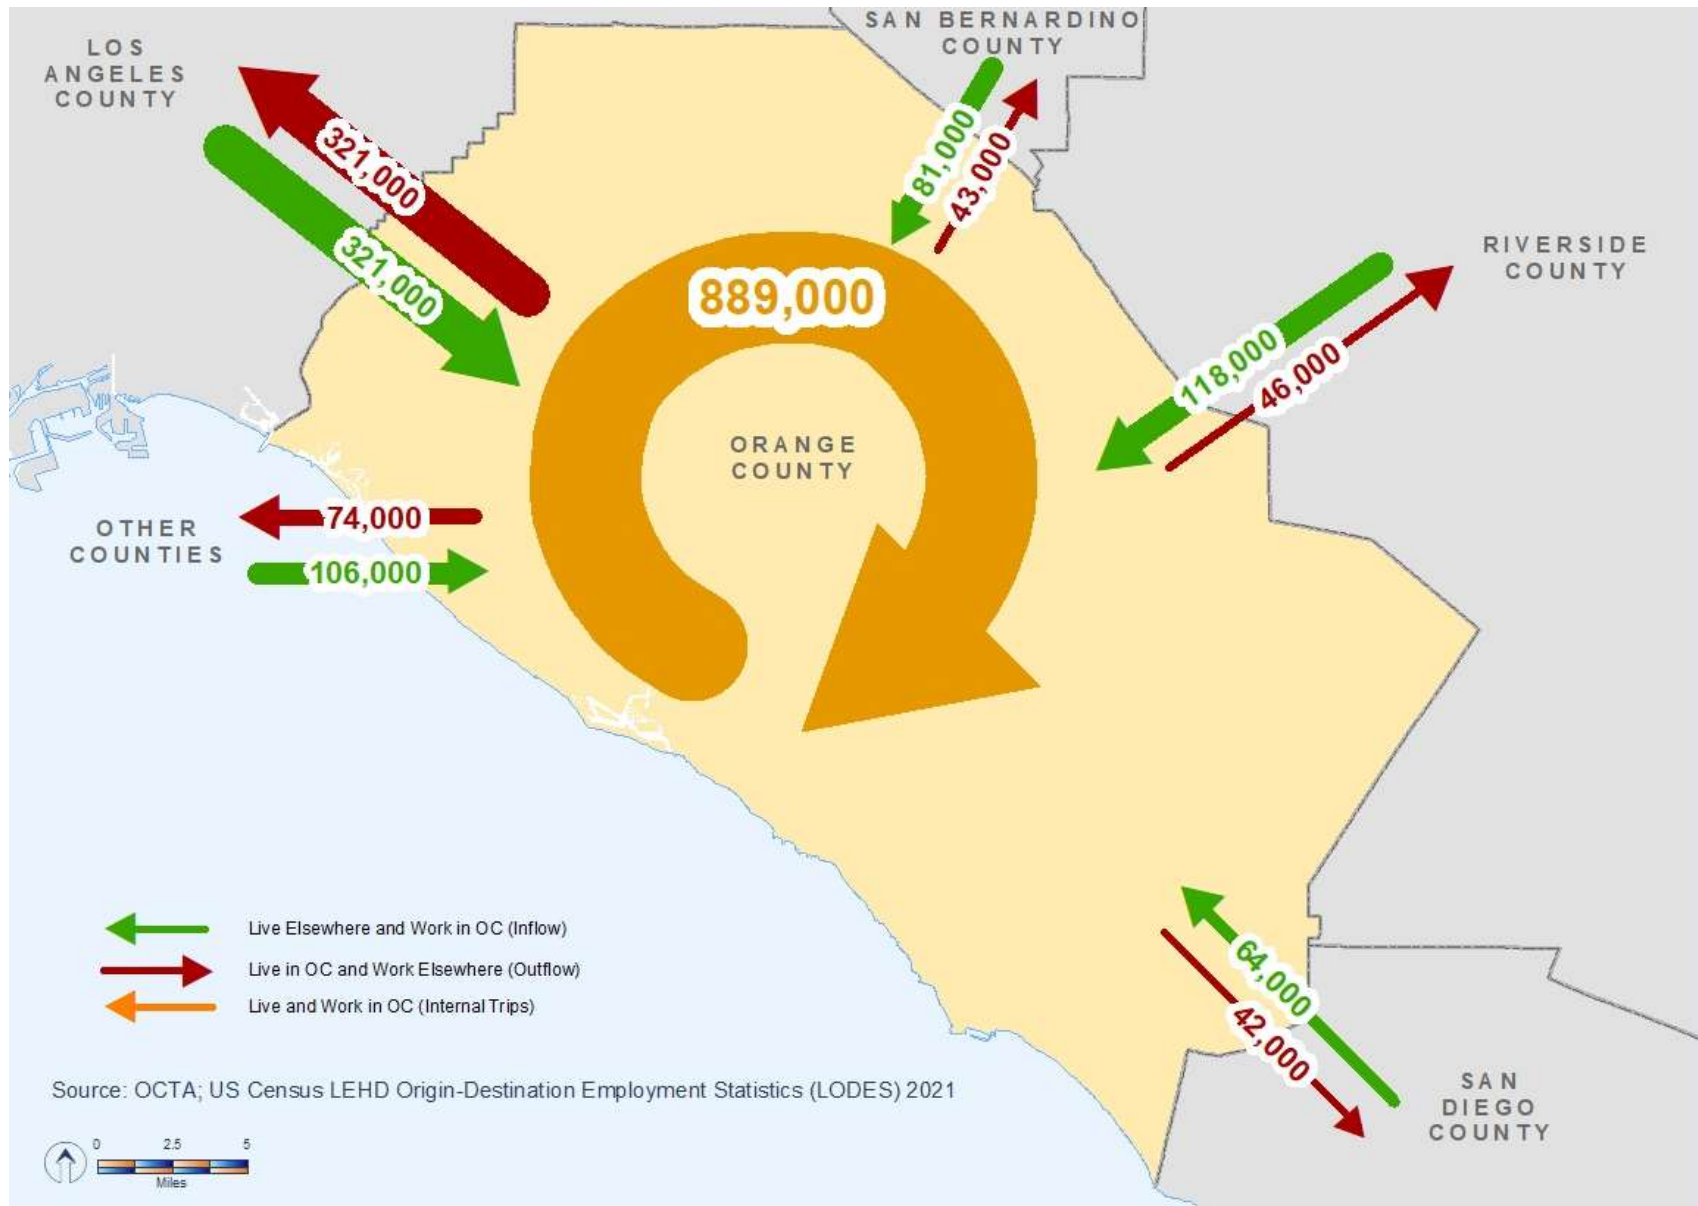 LOS
ANGELES
COUNTY
SAN BERNARDINO
COUNTY
321,000
321,000
81,000
43,000
889,000
RIVERSIDE
COUNTY
118,000
46,000
ORANGE
COUNTY
OTHER
COUNTIES
74,000
106,000
Live Elsewhere and Work in OC (Inflow)
Live in OC and Work Elsewhere (Outflow)
Live and Work in OC (Internal Trips)
64,000
42,000
SAN
DIEGO
COUNTY
Source: OCTA; US Census LEHD Origin-Destination Employment Statistics (LODES) 2021
0 2.5 5
Miles